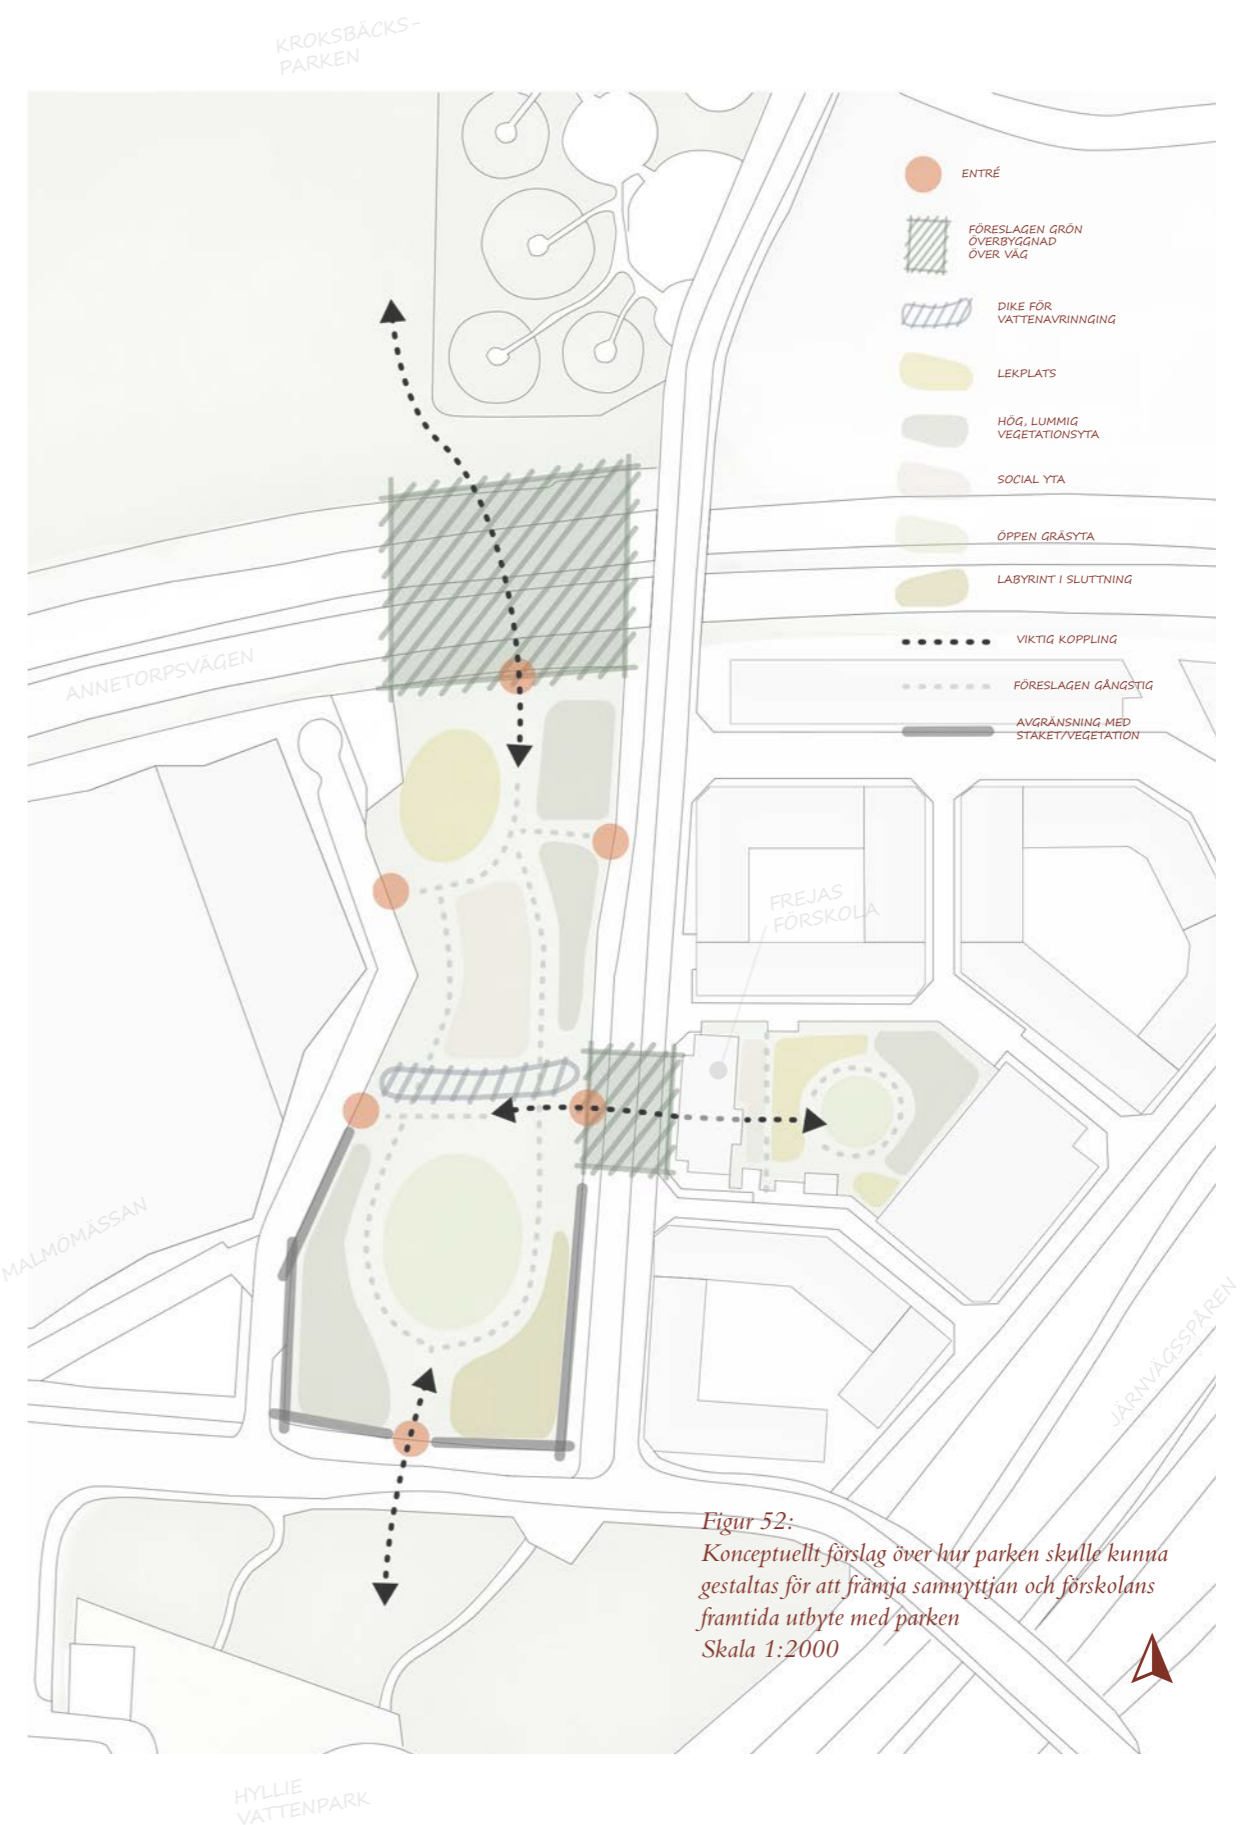 KROKSBÄCKS-
PARKEN
ENTRÉ
FÖRESLAGEN GRÖN
ÖVERBYGGNAD
ÖVER VÄG
DIKE FÖR
VATTENAVRINNGING
LEKPLATS
HÖG, LUMMIG
VEGETATIONSYTA
SOCIAL YTA
ÖPPEN GRÄSYTA
LABYRINT I SLUTTNING
VIKTIG KOPPLING
FÖRESLAGEN GÅNGSTIG
AVGRÄNSNING MED
STAKET/VEGETATION
ANNETORPSVÄGEN
FREJAS
FÖRSKOLA
MALMÖMÄSSAN
JÄRNVÄGSSPÅREN
Figur 52:
Konceptuellt förslag över hur parken skulle kunna
gestaltas för att främja samnyttjan och förskolans
framtida utbyte med parken
Skala 1:2000
HYLLIE
VATTENPARK